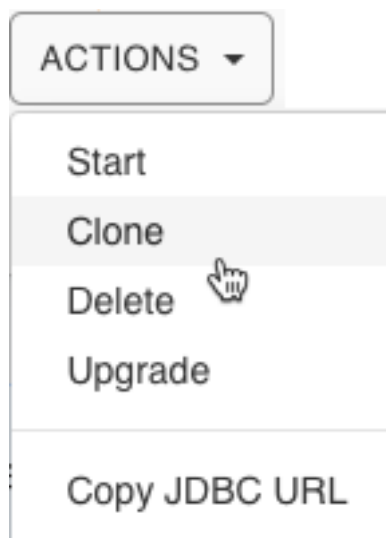 ACTIONS
Start
Clone
Delete
Upgrade
Copy JDBC URL